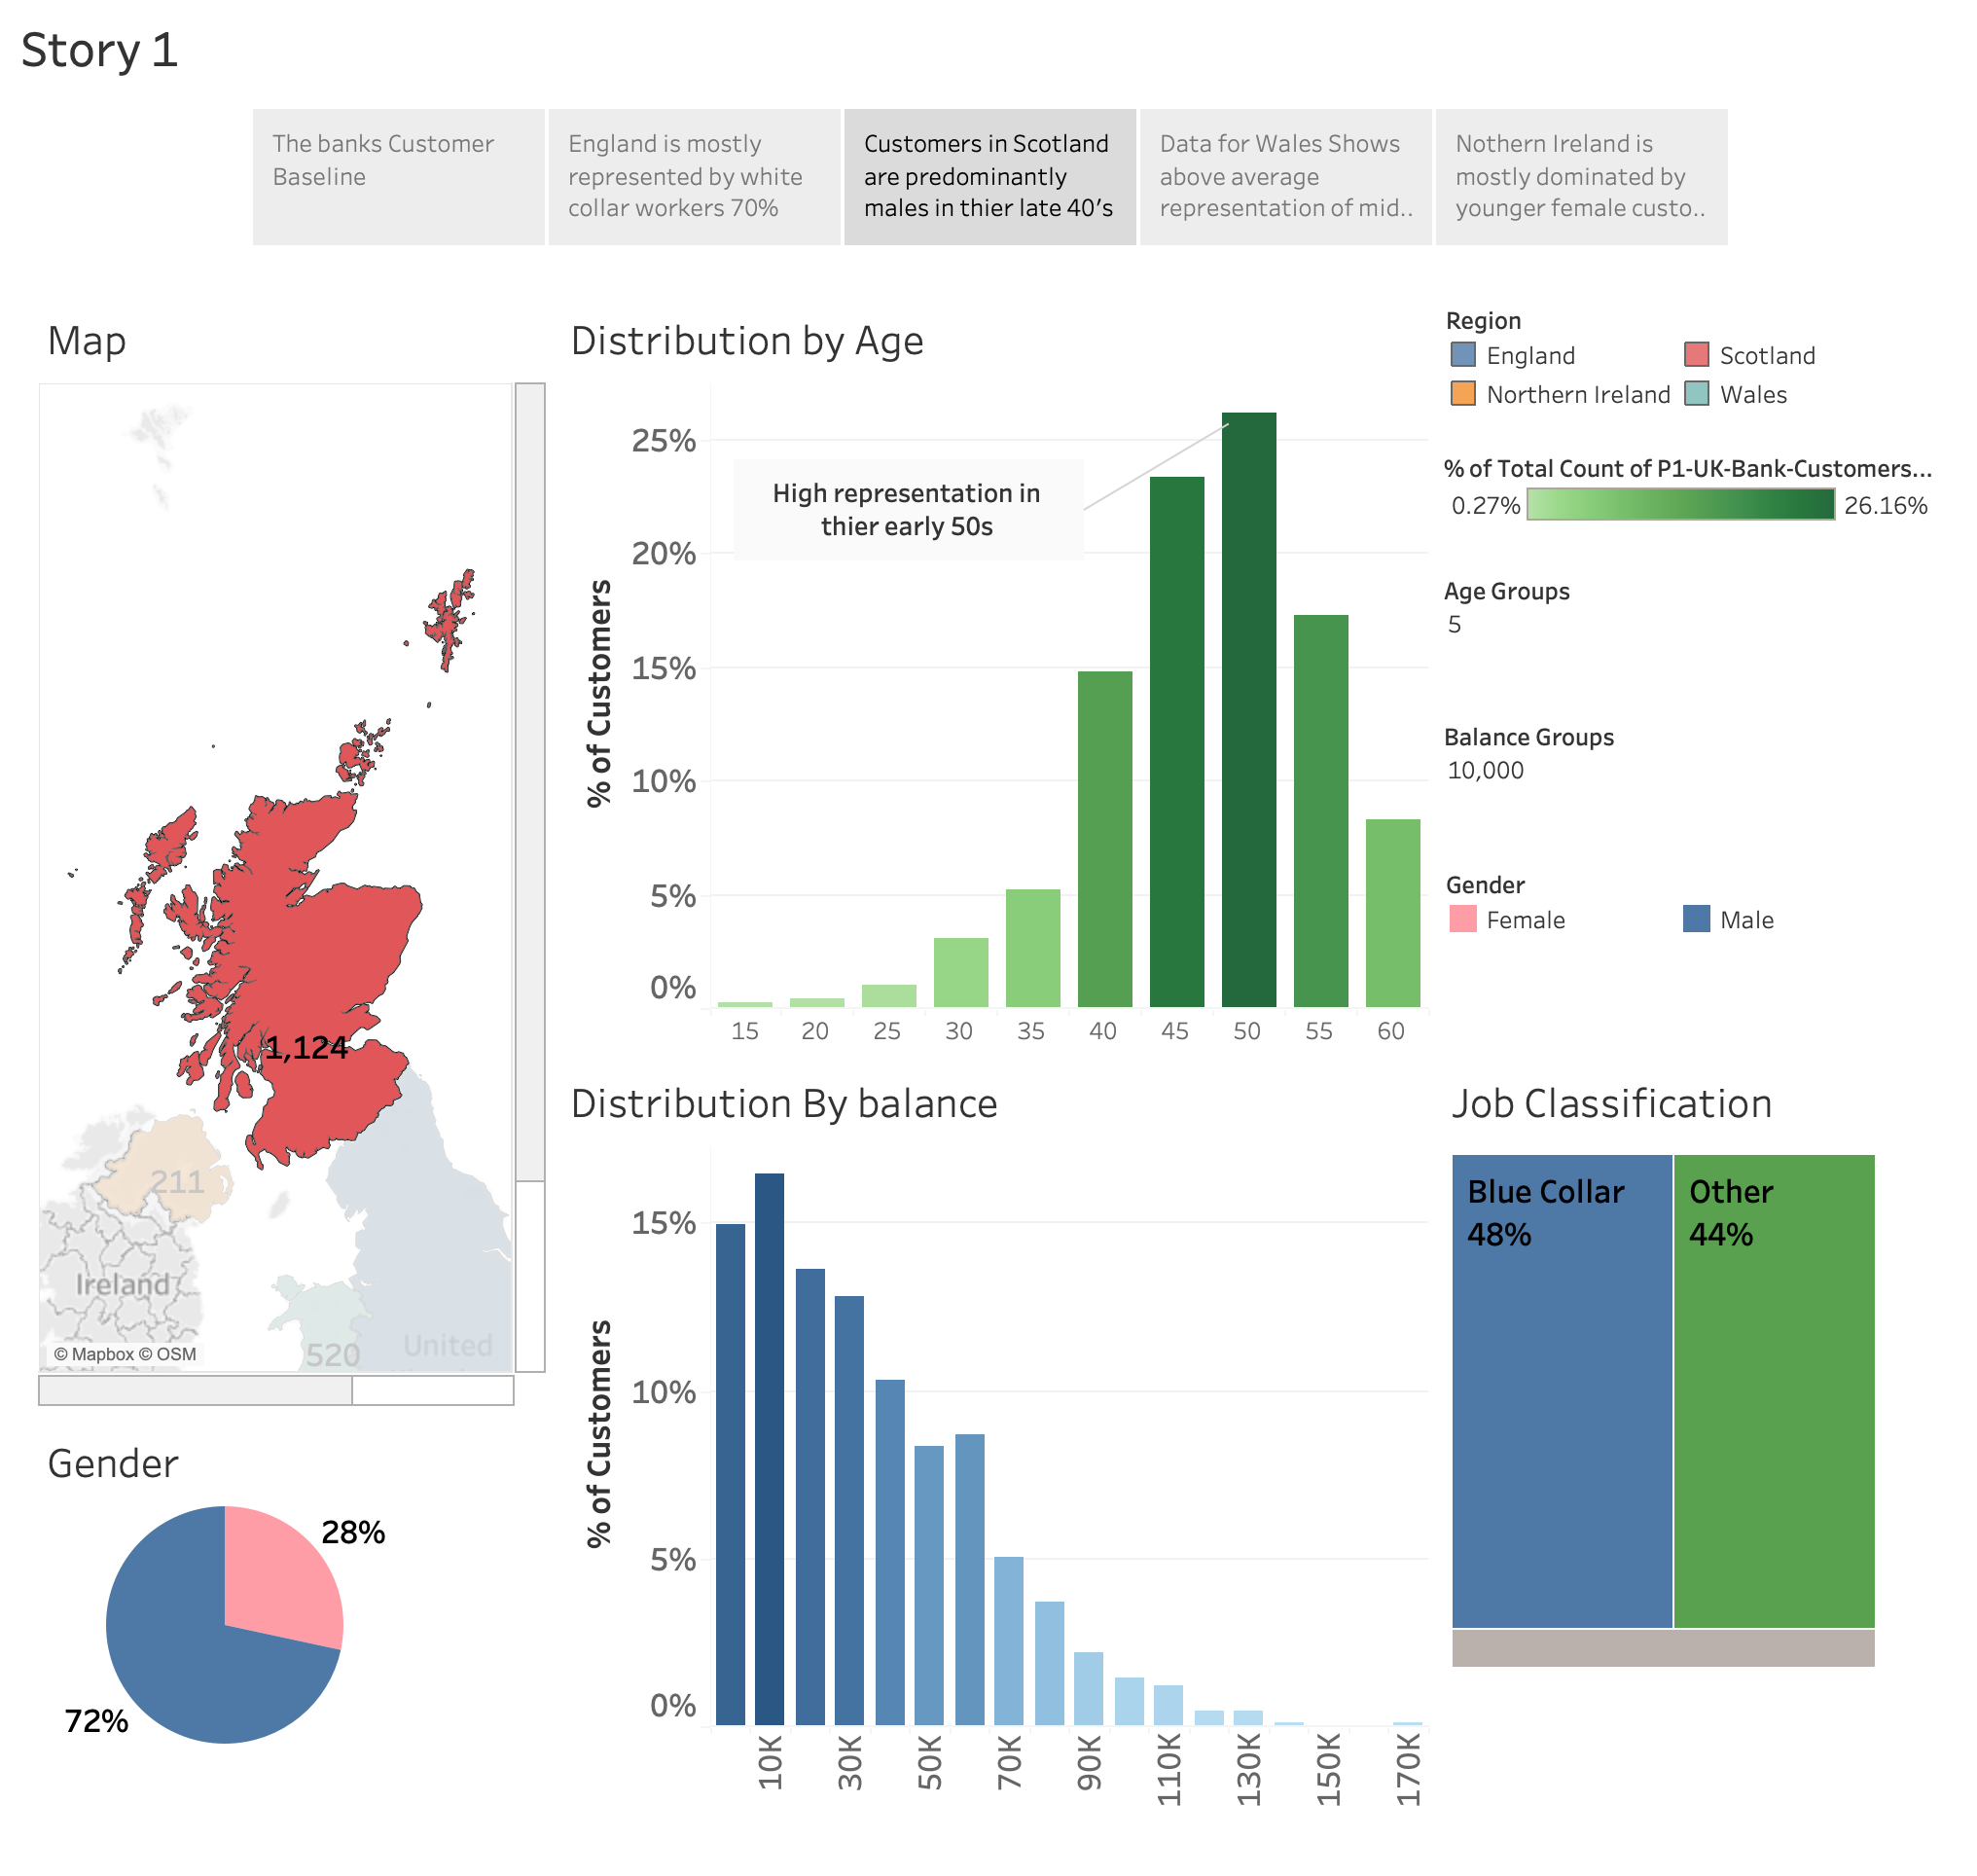 Story 1
The banks Customer
Baseline
England is mostly
represented by white
collar workers 70%
Customers in Scotland
are predominantly
males in thier late 40's
Data for Wales Shows
above average
representation of mid..
Nothern Ireland is
mostly dominated by
younger female custo..
Map
1,124
211
Ireland
520
United
© Mapbox © OSM
Distribution by Age
% of Customers
25%
20%
15%
10%
5%
0%
High representation in
thier early 50s
15 20 25 30 35 40 45 50 55 60
Region
England Scotland
Northern Ireland Wales
% of Total Count of P1-UK-Bank-Customers...
0.27% 26.16%
Age Groups
5
Balance Groups
10,000
Gender
Female Male
Gender
28%
72%
Distribution By balance
% of Customers
15%
10%
5%
0%
10K 30K 50K 70K 90K 110K 130K 150K 170K
Job Classification
Blue Collar
48%
Other
44%